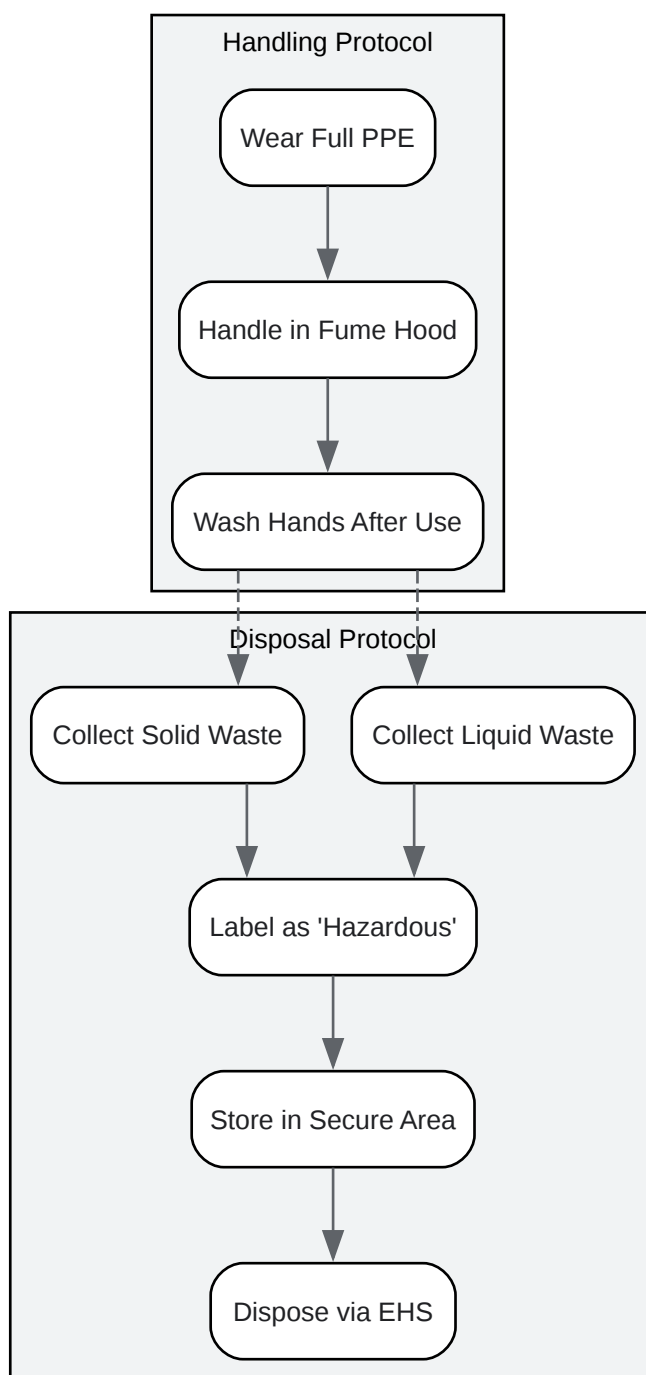 Handling Protocol
Wear Full PPE
Handle in Fume Hood
Wash Hands After Use
Disposal Protocol
Collect Solid Waste
Collect Liquid Waste
Label as 'Hazardous'
Store in Secure Area
Dispose via EHS